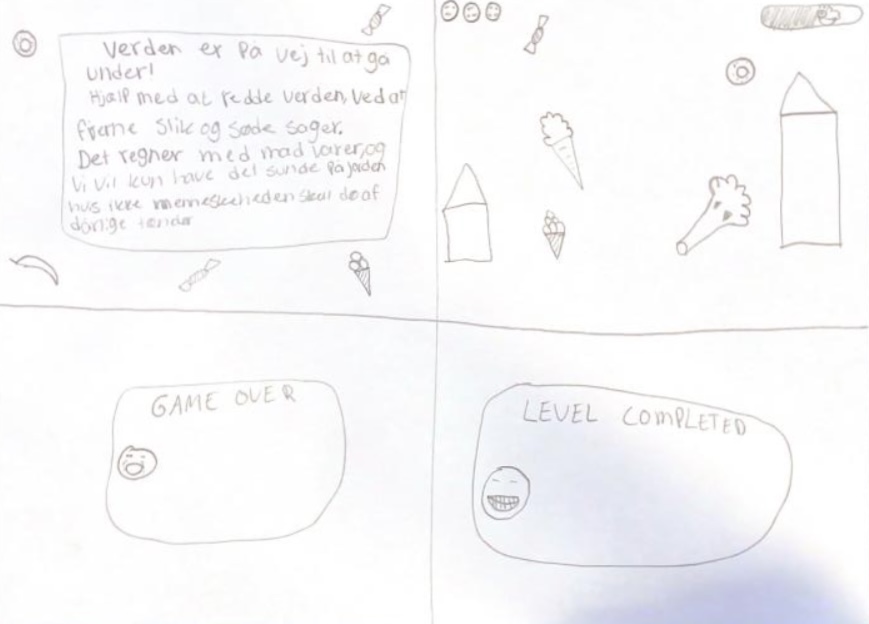 Verden er på vej til at gå
under!
Hjælp med at redde verden, ved at
fjerne slik og søde sager.
Det regner med mad varer, og
vi vil kun have det sunde på jorden
hvis ikke menneskeheden skal dø af
dårlige tænder
GAME OVER
LEVEL COMPLETED